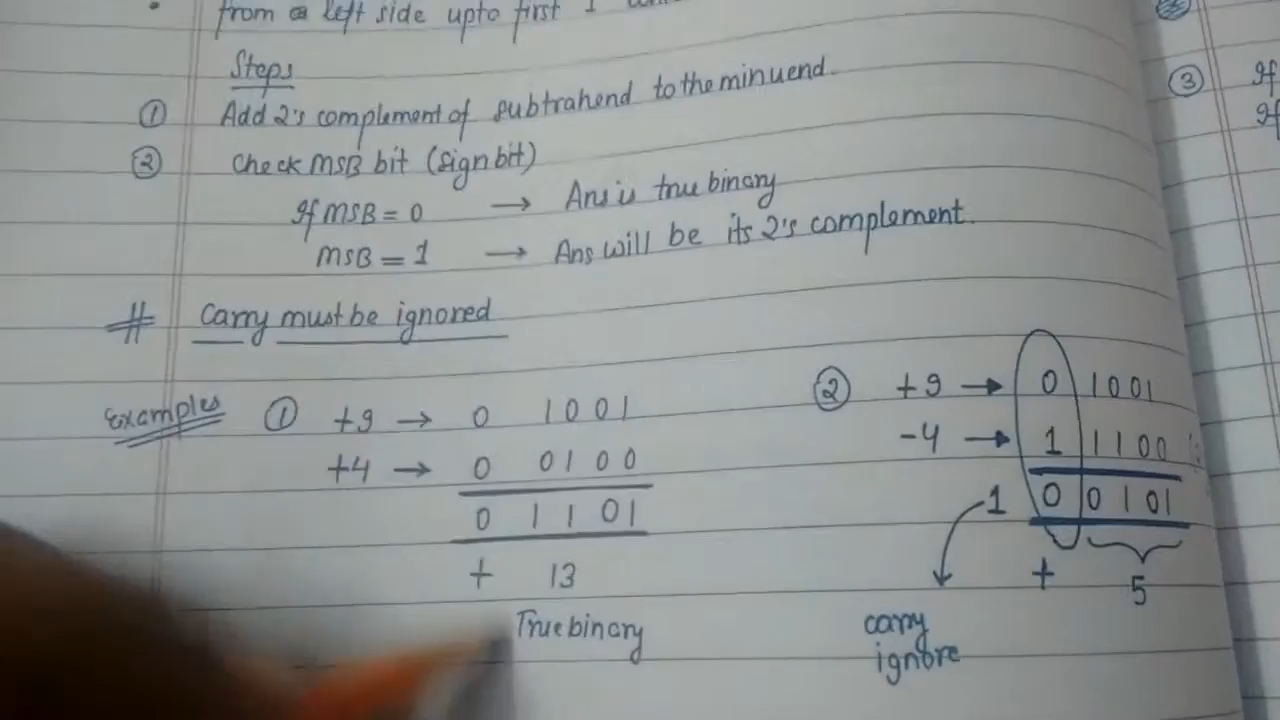 from a left side upto first 1
Steps
① Add 2's complement of subtrahend to the minuend.
② Check MSB bit (sign bit)
If MSB = 0 → Ans is true binary
MSB = 1 → Ans will be its 2's complement.
# Carry must be ignored
Examples ① +9 → 0 1001
+4 → 0 0100
0 1101
+ 13
True binary
② +9 → 0 1001
-4 → 1 1100
1 0 0101
+ 5
carry
ignore
③ If
If